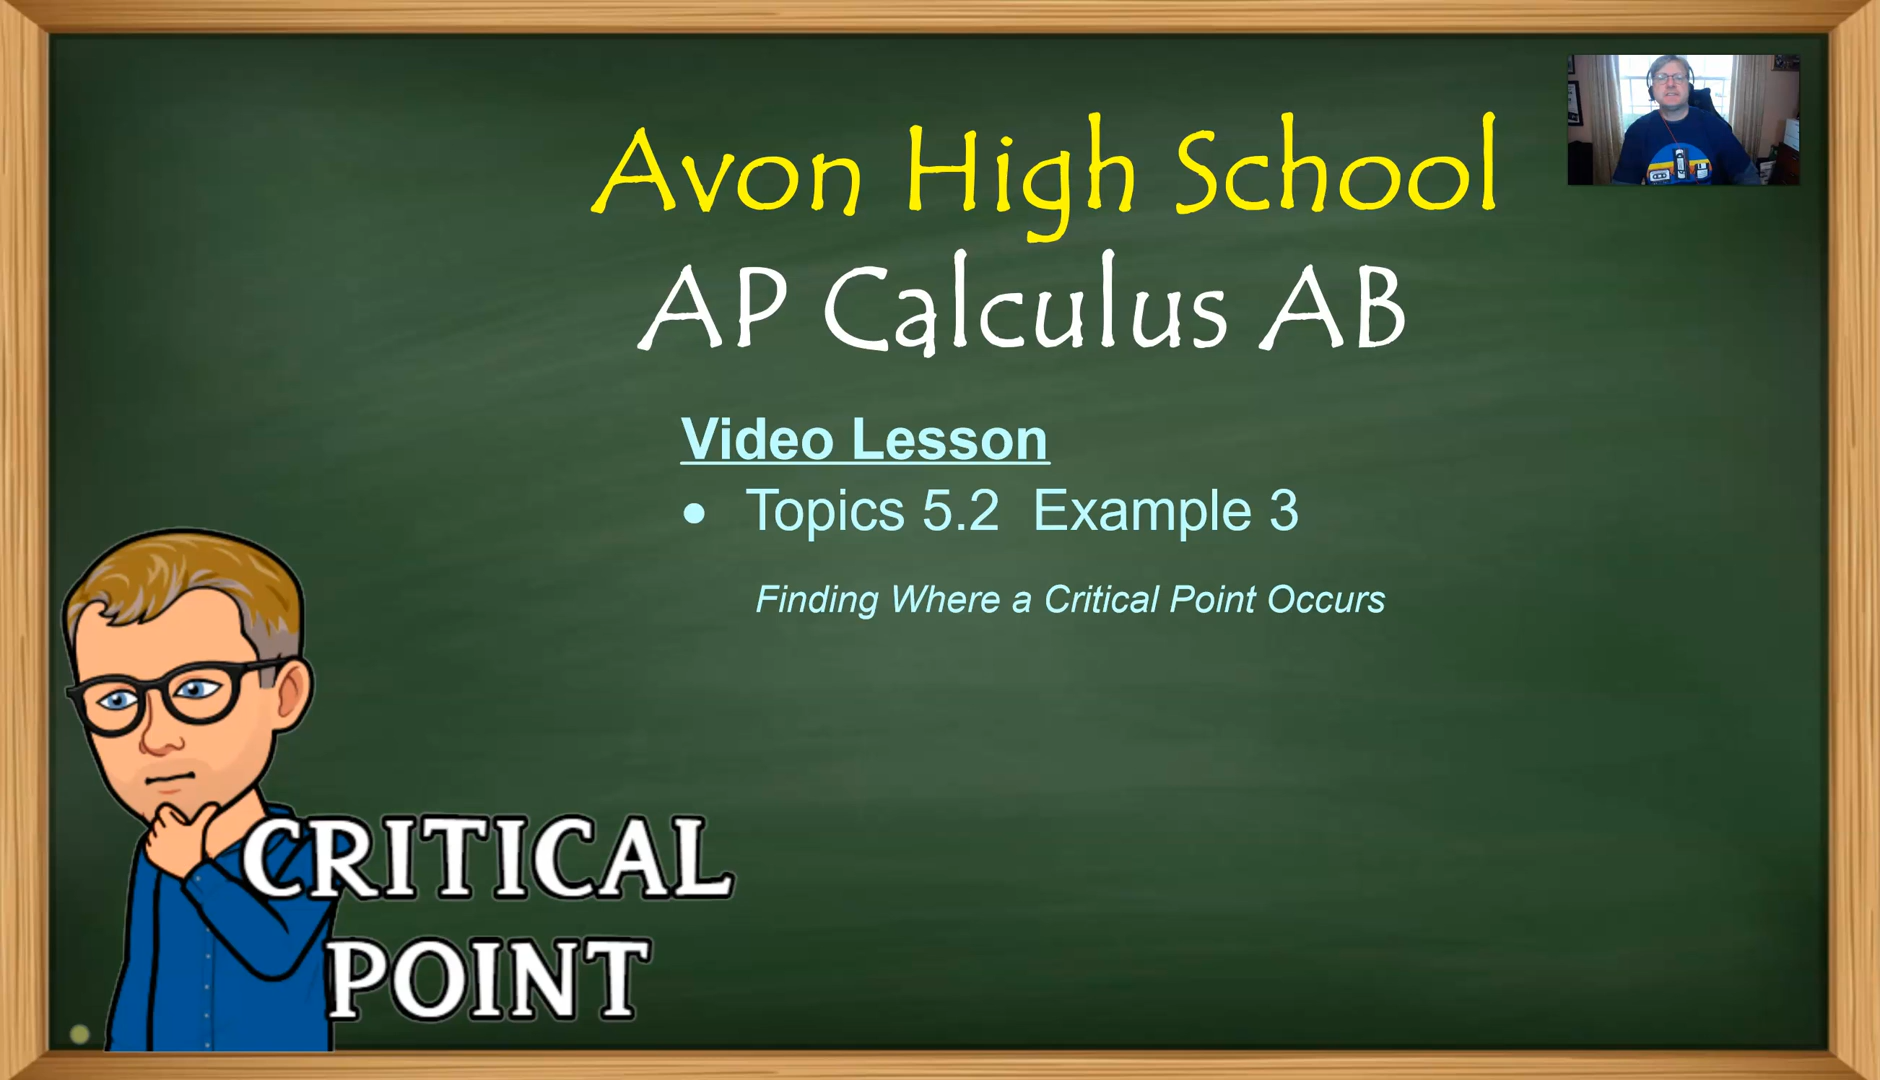 Avon High School
AP Calculus AB
Video Lesson
● Topics 5.2 Example 3
Finding Where a Critical Point Occurs
CRITICAL
POINT